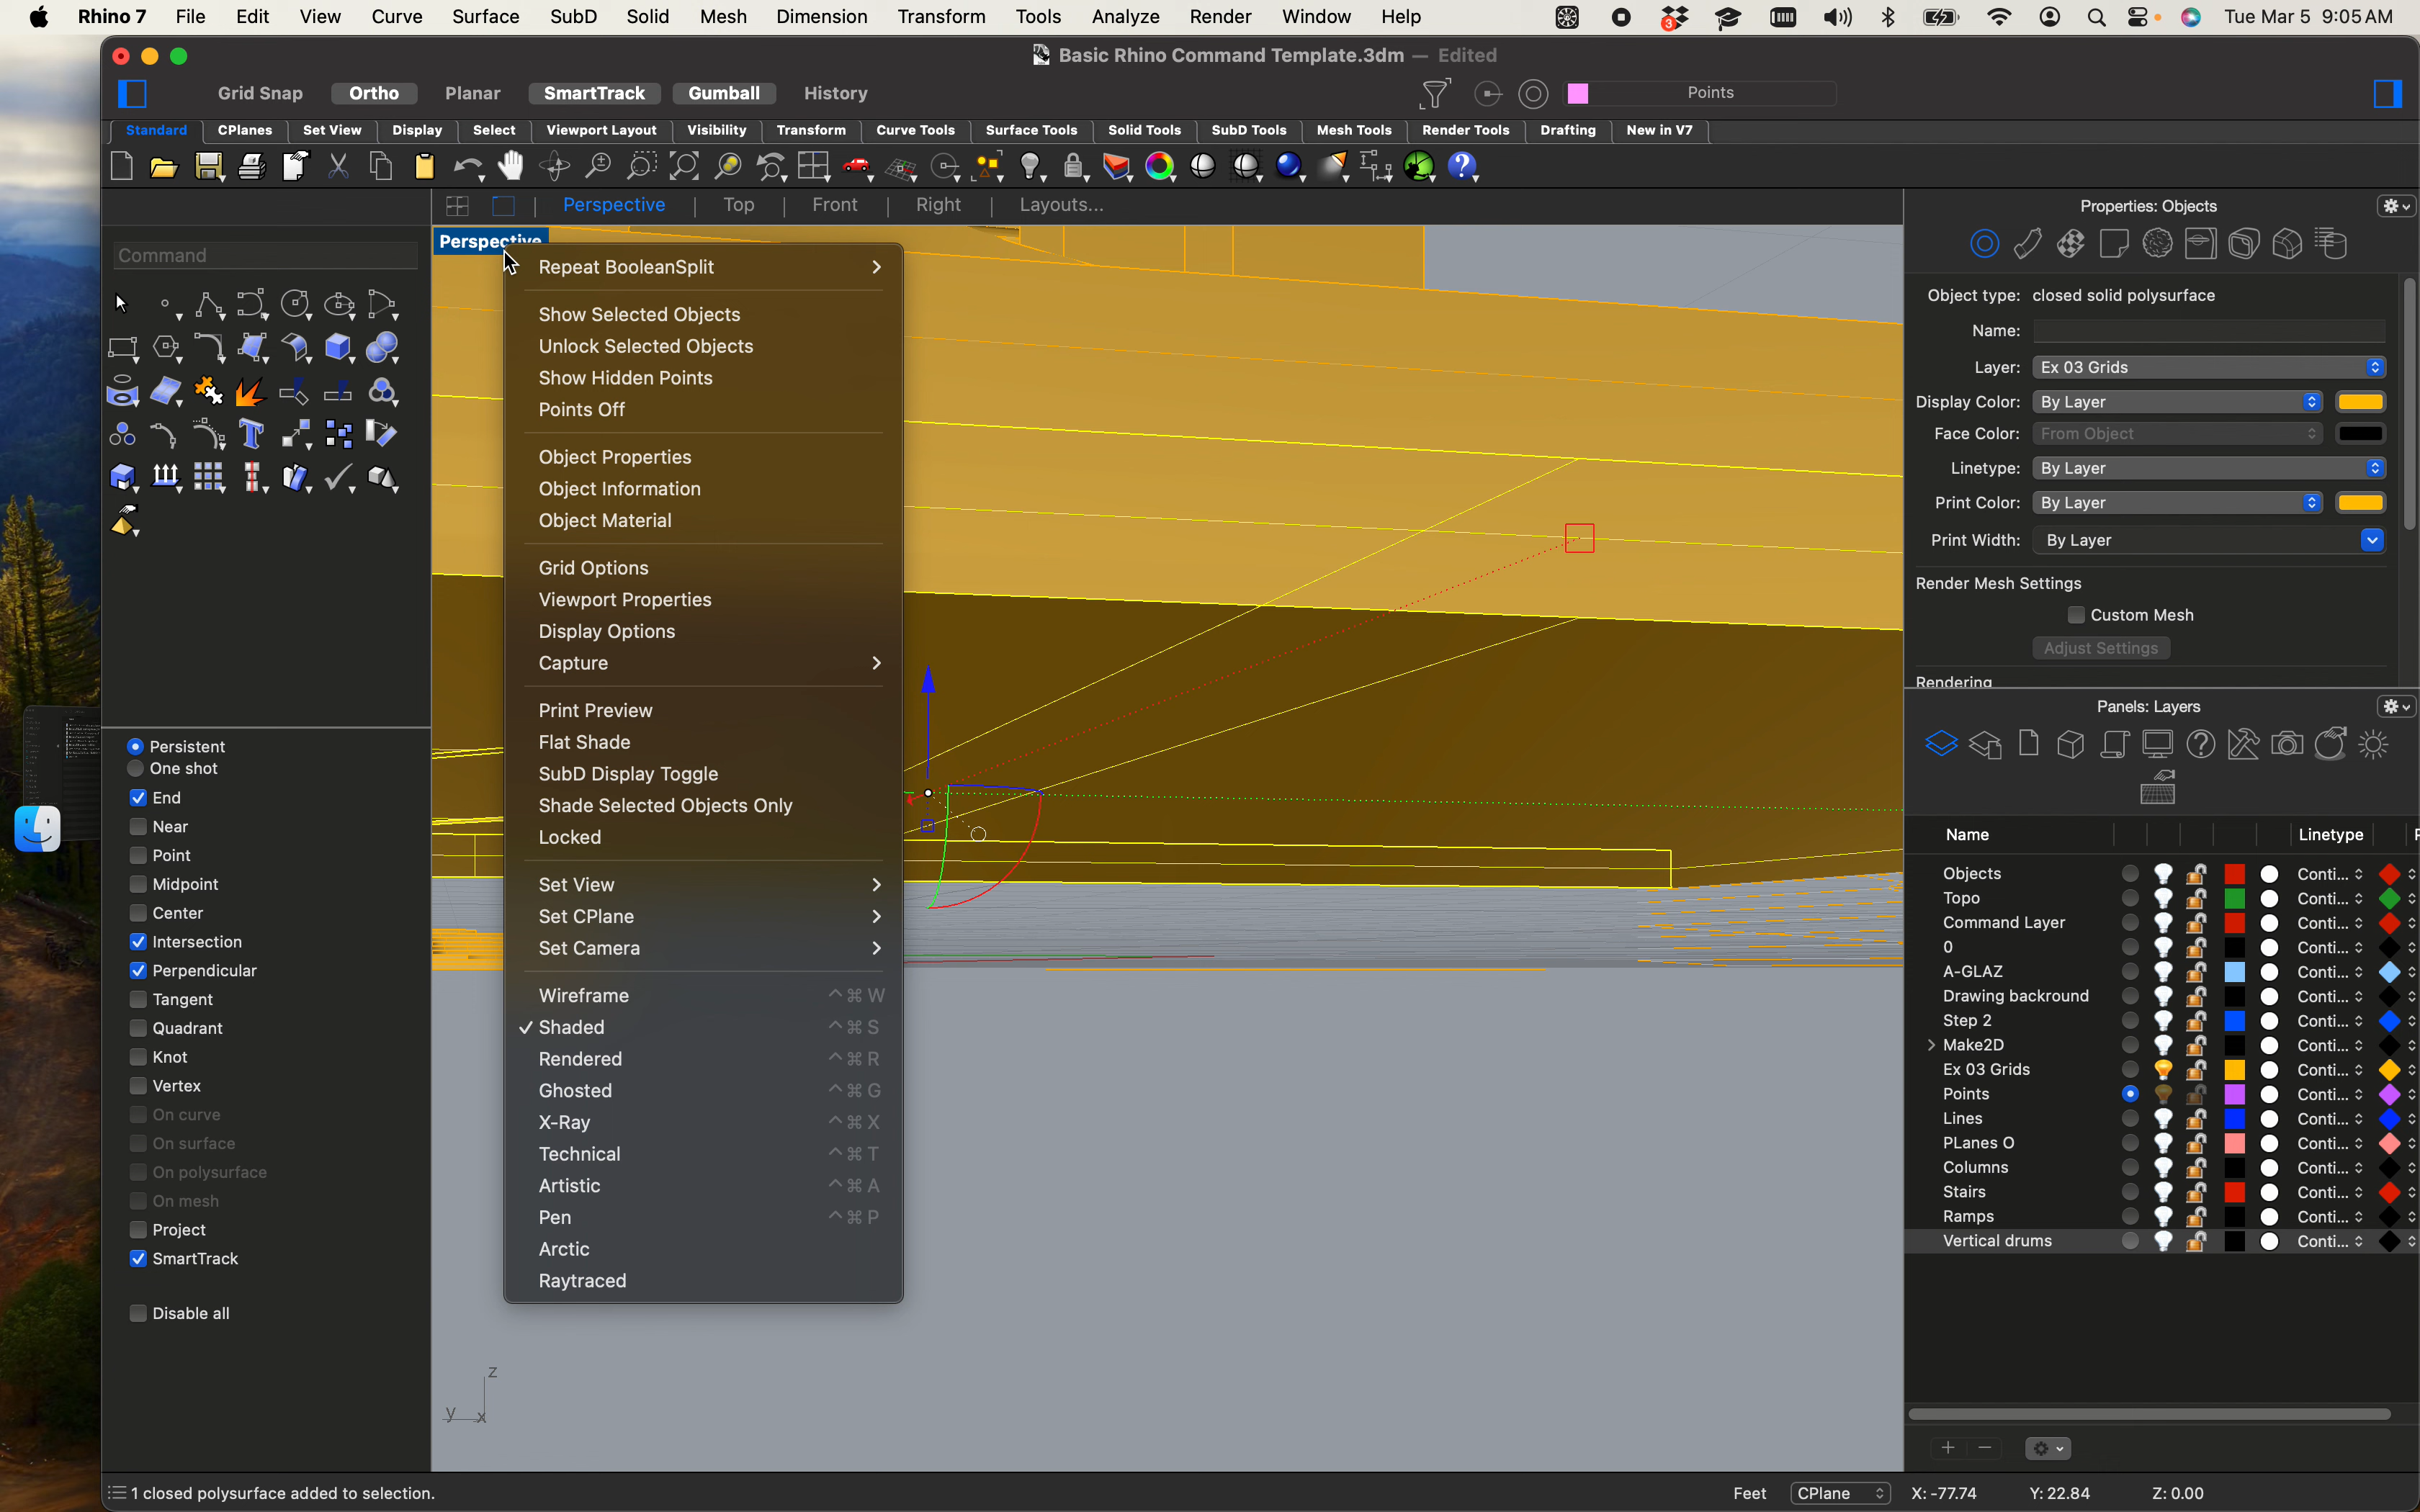 Rhino 7 File Edit View Curve Surface SubD Solid Mesh Dimension Transform Tools Analyze Render Window Help 3 Tue Mar 5 9:05 AM
Basic Rhino Command Template.3dm — Edited
Grid Snap Ortho Planar SmartTrack Gumball History Points
Standard CPlanes Set View Display Select Viewport Layout Visibility Transform Curve Tools Surface Tools Solid Tools SubD Tools Mesh Tools Render Tools Drafting New in V7
Perspective Top Front Right Layouts...
Command
Persistent
One shot
End
Near
Point
Midpoint
Center
Intersection
Perpendicular
Tangent
Quadrant
Knot
Vertex
On curve
On surface
On polysurface
On mesh
Project
SmartTrack
Disable all
Perspective
Repeat BooleanSplit
Show Selected Objects
Unlock Selected Objects
Show Hidden Points
Points Off
Object Properties
Object Information
Object Material
Grid Options
Viewport Properties
Display Options
Capture
Print Preview
Flat Shade
SubD Display Toggle
Shade Selected Objects Only
Locked
Set View
Set CPlane
Set Camera
Wireframe ^⌘W
✓ Shaded ^⌘S
Rendered ^⌘R
Ghosted ^⌘G
X-Ray ^⌘X
Technical ^⌘T
Artistic ^⌘A
Pen ^⌘P
Arctic
Raytraced
z
y x
Properties: Objects
Object type: closed solid polysurface
Name:
Layer: Ex 03 Grids
Display Color: By Layer
Face Color: From Object
Linetype: By Layer
Print Color: By Layer
Print Width: By Layer
Render Mesh Settings
Custom Mesh
Adjust Settings
Rendering
Panels: Layers
Name Linetype
Objects Conti...
Topo Conti...
Command Layer Conti...
0 Conti...
A-GLAZ Conti...
Drawing backround Conti...
Step 2 Conti...
Make2D Conti...
Ex 03 Grids Conti...
Points Conti...
Lines Conti...
PLanes O Conti...
Columns Conti...
Stairs Conti...
Ramps Conti...
Vertical drums Conti...
1 closed polysurface added to selection.
Feet CPlane X: -77.74 Y: 22.84 Z: 0.00